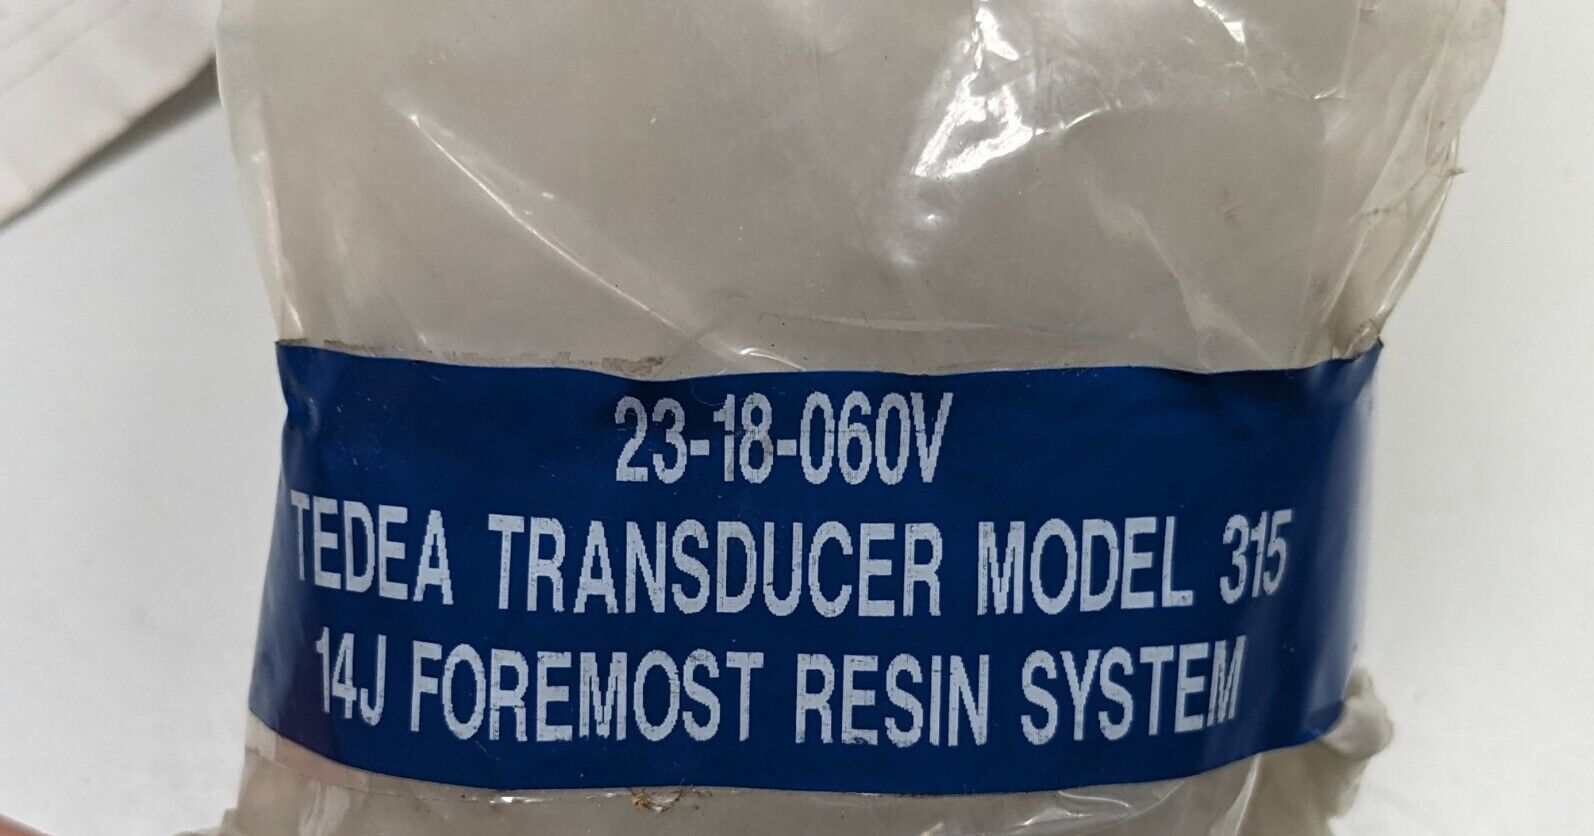 23-18-060V
TEDEA TRANSDUCER MODEL 315
14J FOREMOST RESIN SYSTEM